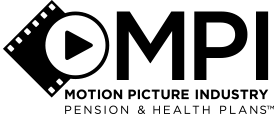 MPI
MOTION PICTURE INDUSTRY
PENSION & HEALTH PLANS™